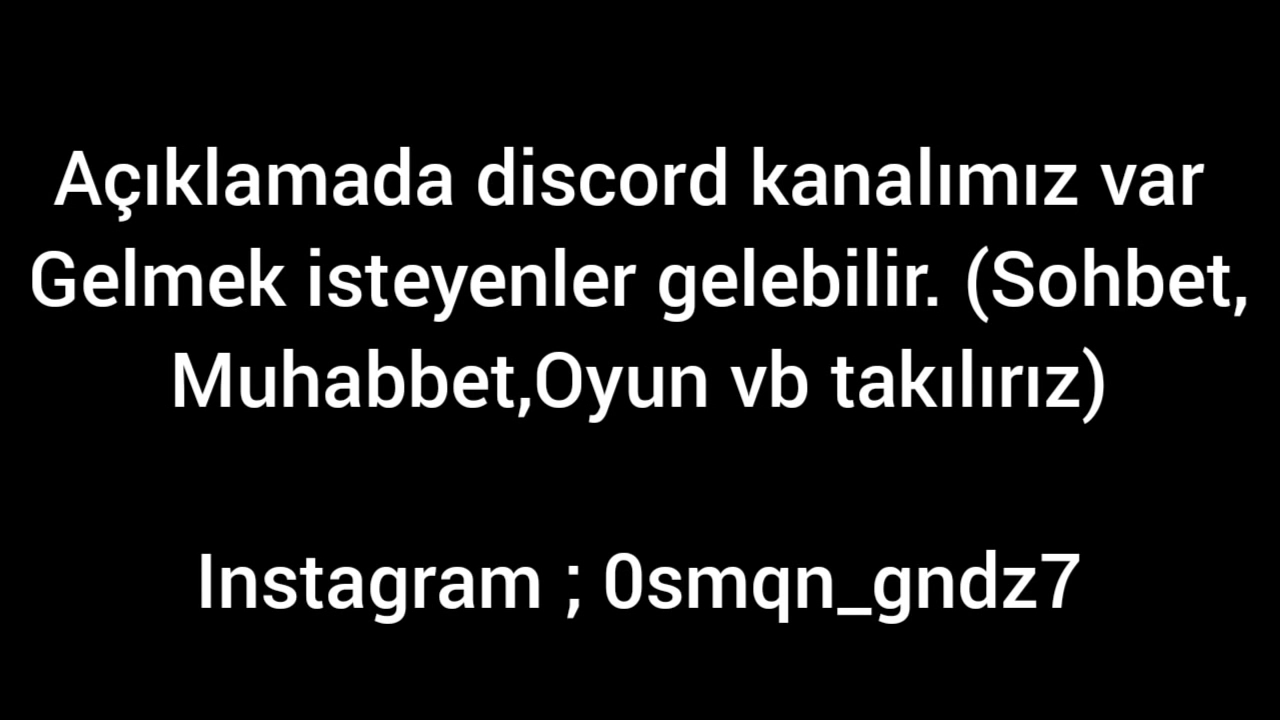 Açıklamada discord kanalımız var
Gelmek isteyenler gelebilir. (Sohbet,
Muhabbet,Oyun vb takılırız)
Instagram ; 0smqn_gndz7